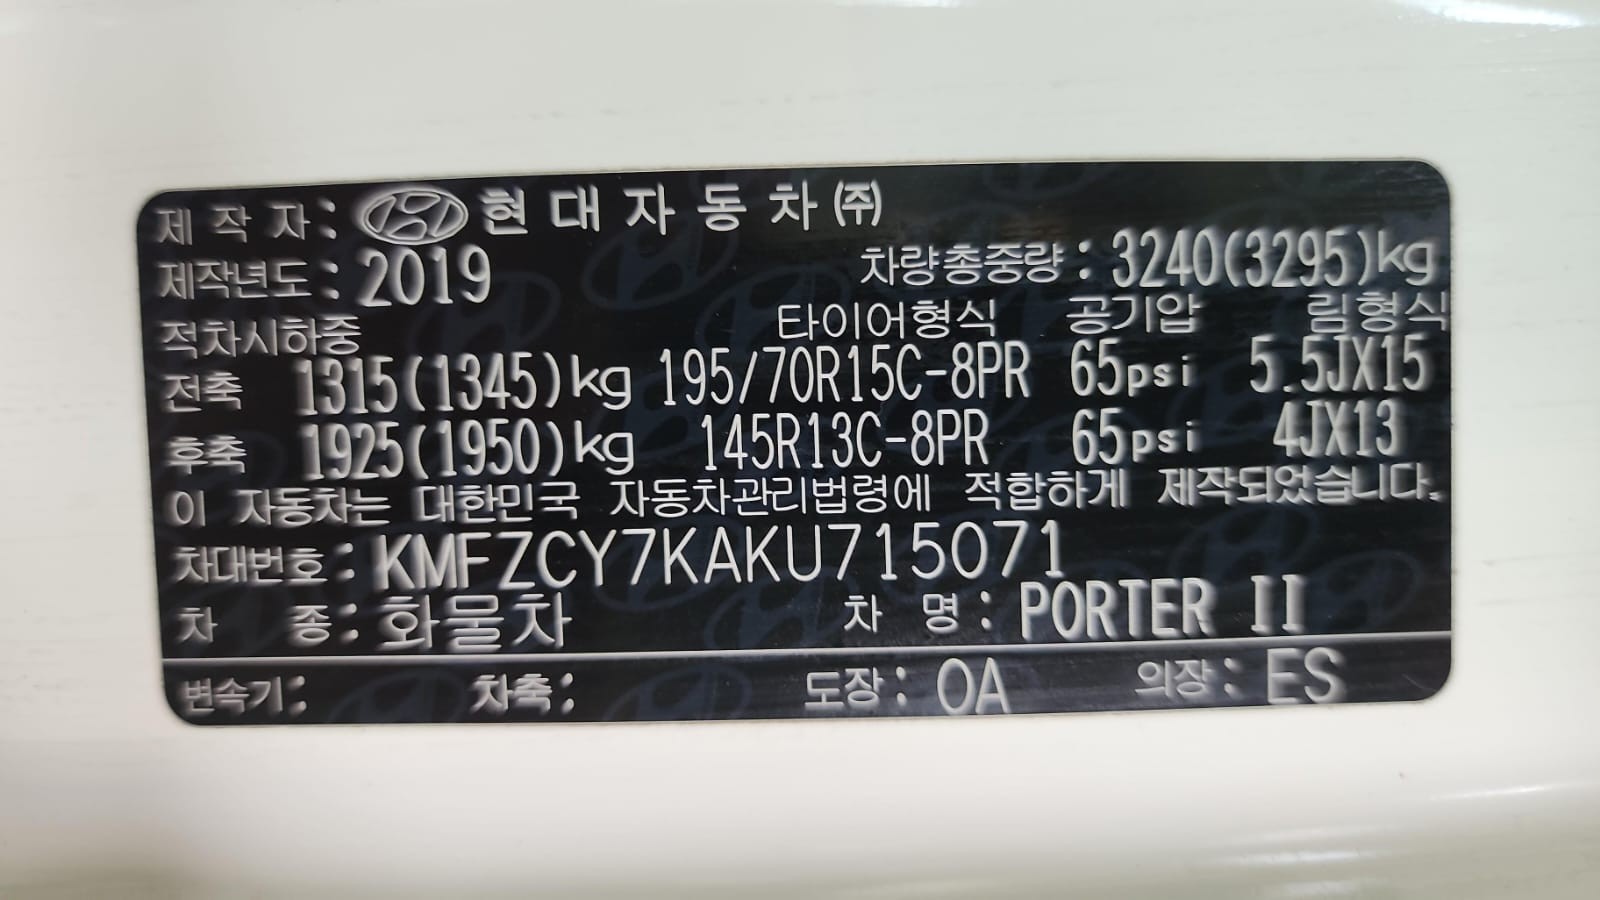 제 작 자: 현 대 자 동 차 (주)
제작년도: 2019 차량총중량: 3240(3295)kg
적차시하중 타이어형식 공기압 림형식
전축 1315(1345)kg 195/70R15C-8PR 65psi 5.5JX15
후축 1925(1950)kg 145R13C-8PR 65psi 4JX13
이 자동차는 대한민국 자동차관리법령에 적합하게 제작되었습니다.
차대번호: KMFZCY7KAKU715071
차 종: 화물차 차 명: PORTER II
변속기: 차축: 도장: OA 의장: ES